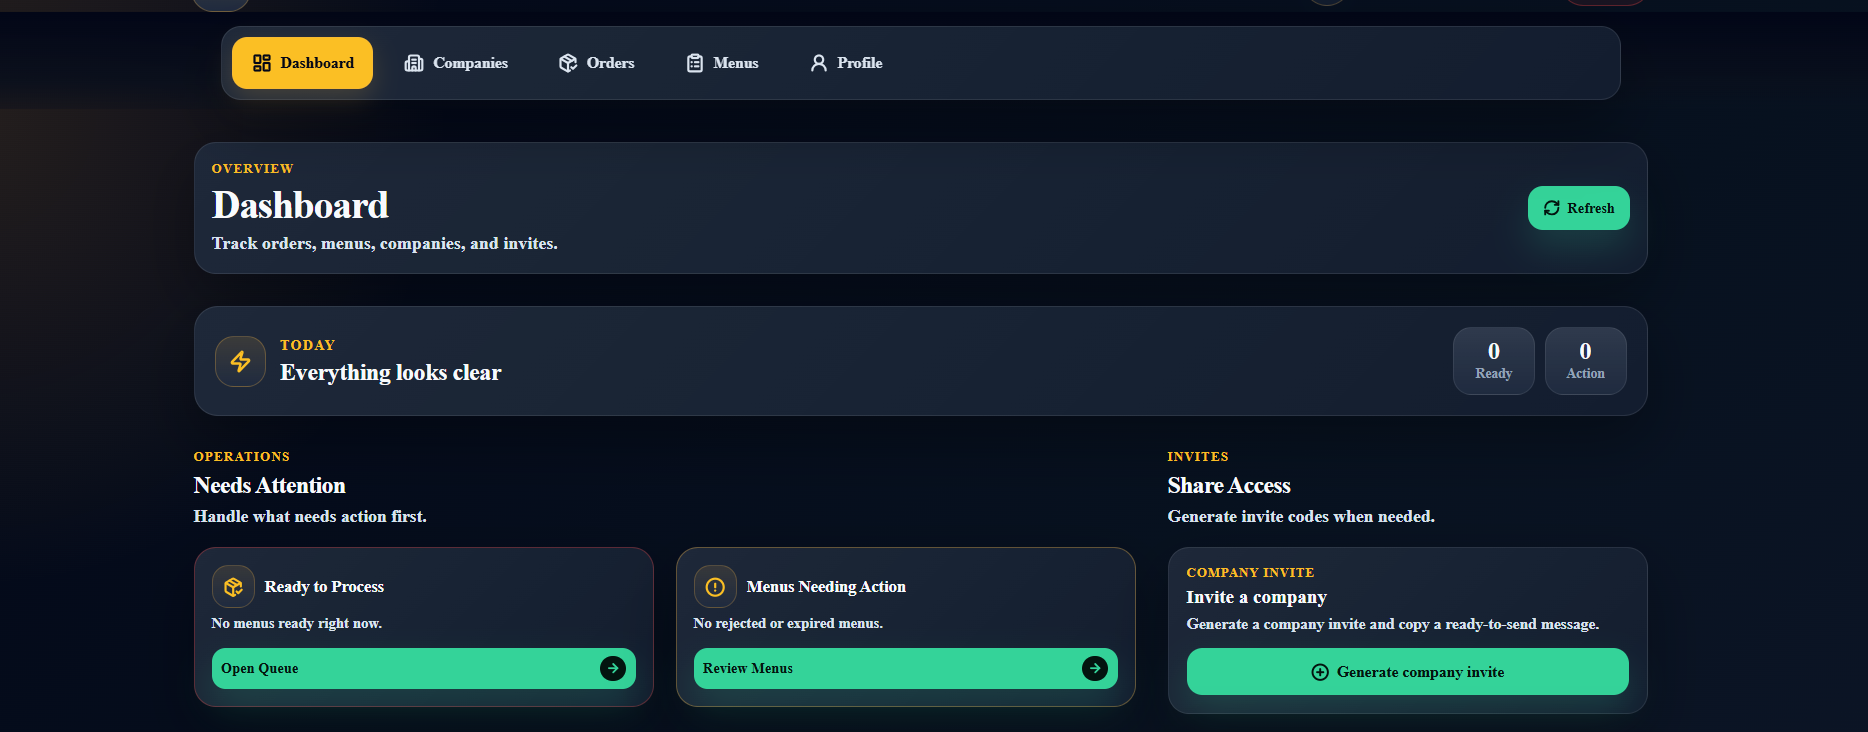 Dashboard Companies Orders Menus Profile
OVERVIEW
Dashboard
Track orders, menus, companies, and invites.
Refresh
TODAY
Everything looks clear
0
Ready
0
Action
OPERATIONS
Needs Attention
Handle what needs action first.
Ready to Process
No menus ready right now.
Open Queue
Menus Needing Action
No rejected or expired menus.
Review Menus
INVITES
Share Access
Generate invite codes when needed.
COMPANY INVITE
Invite a company
Generate a company invite and copy a ready-to-send message.
Generate company invite